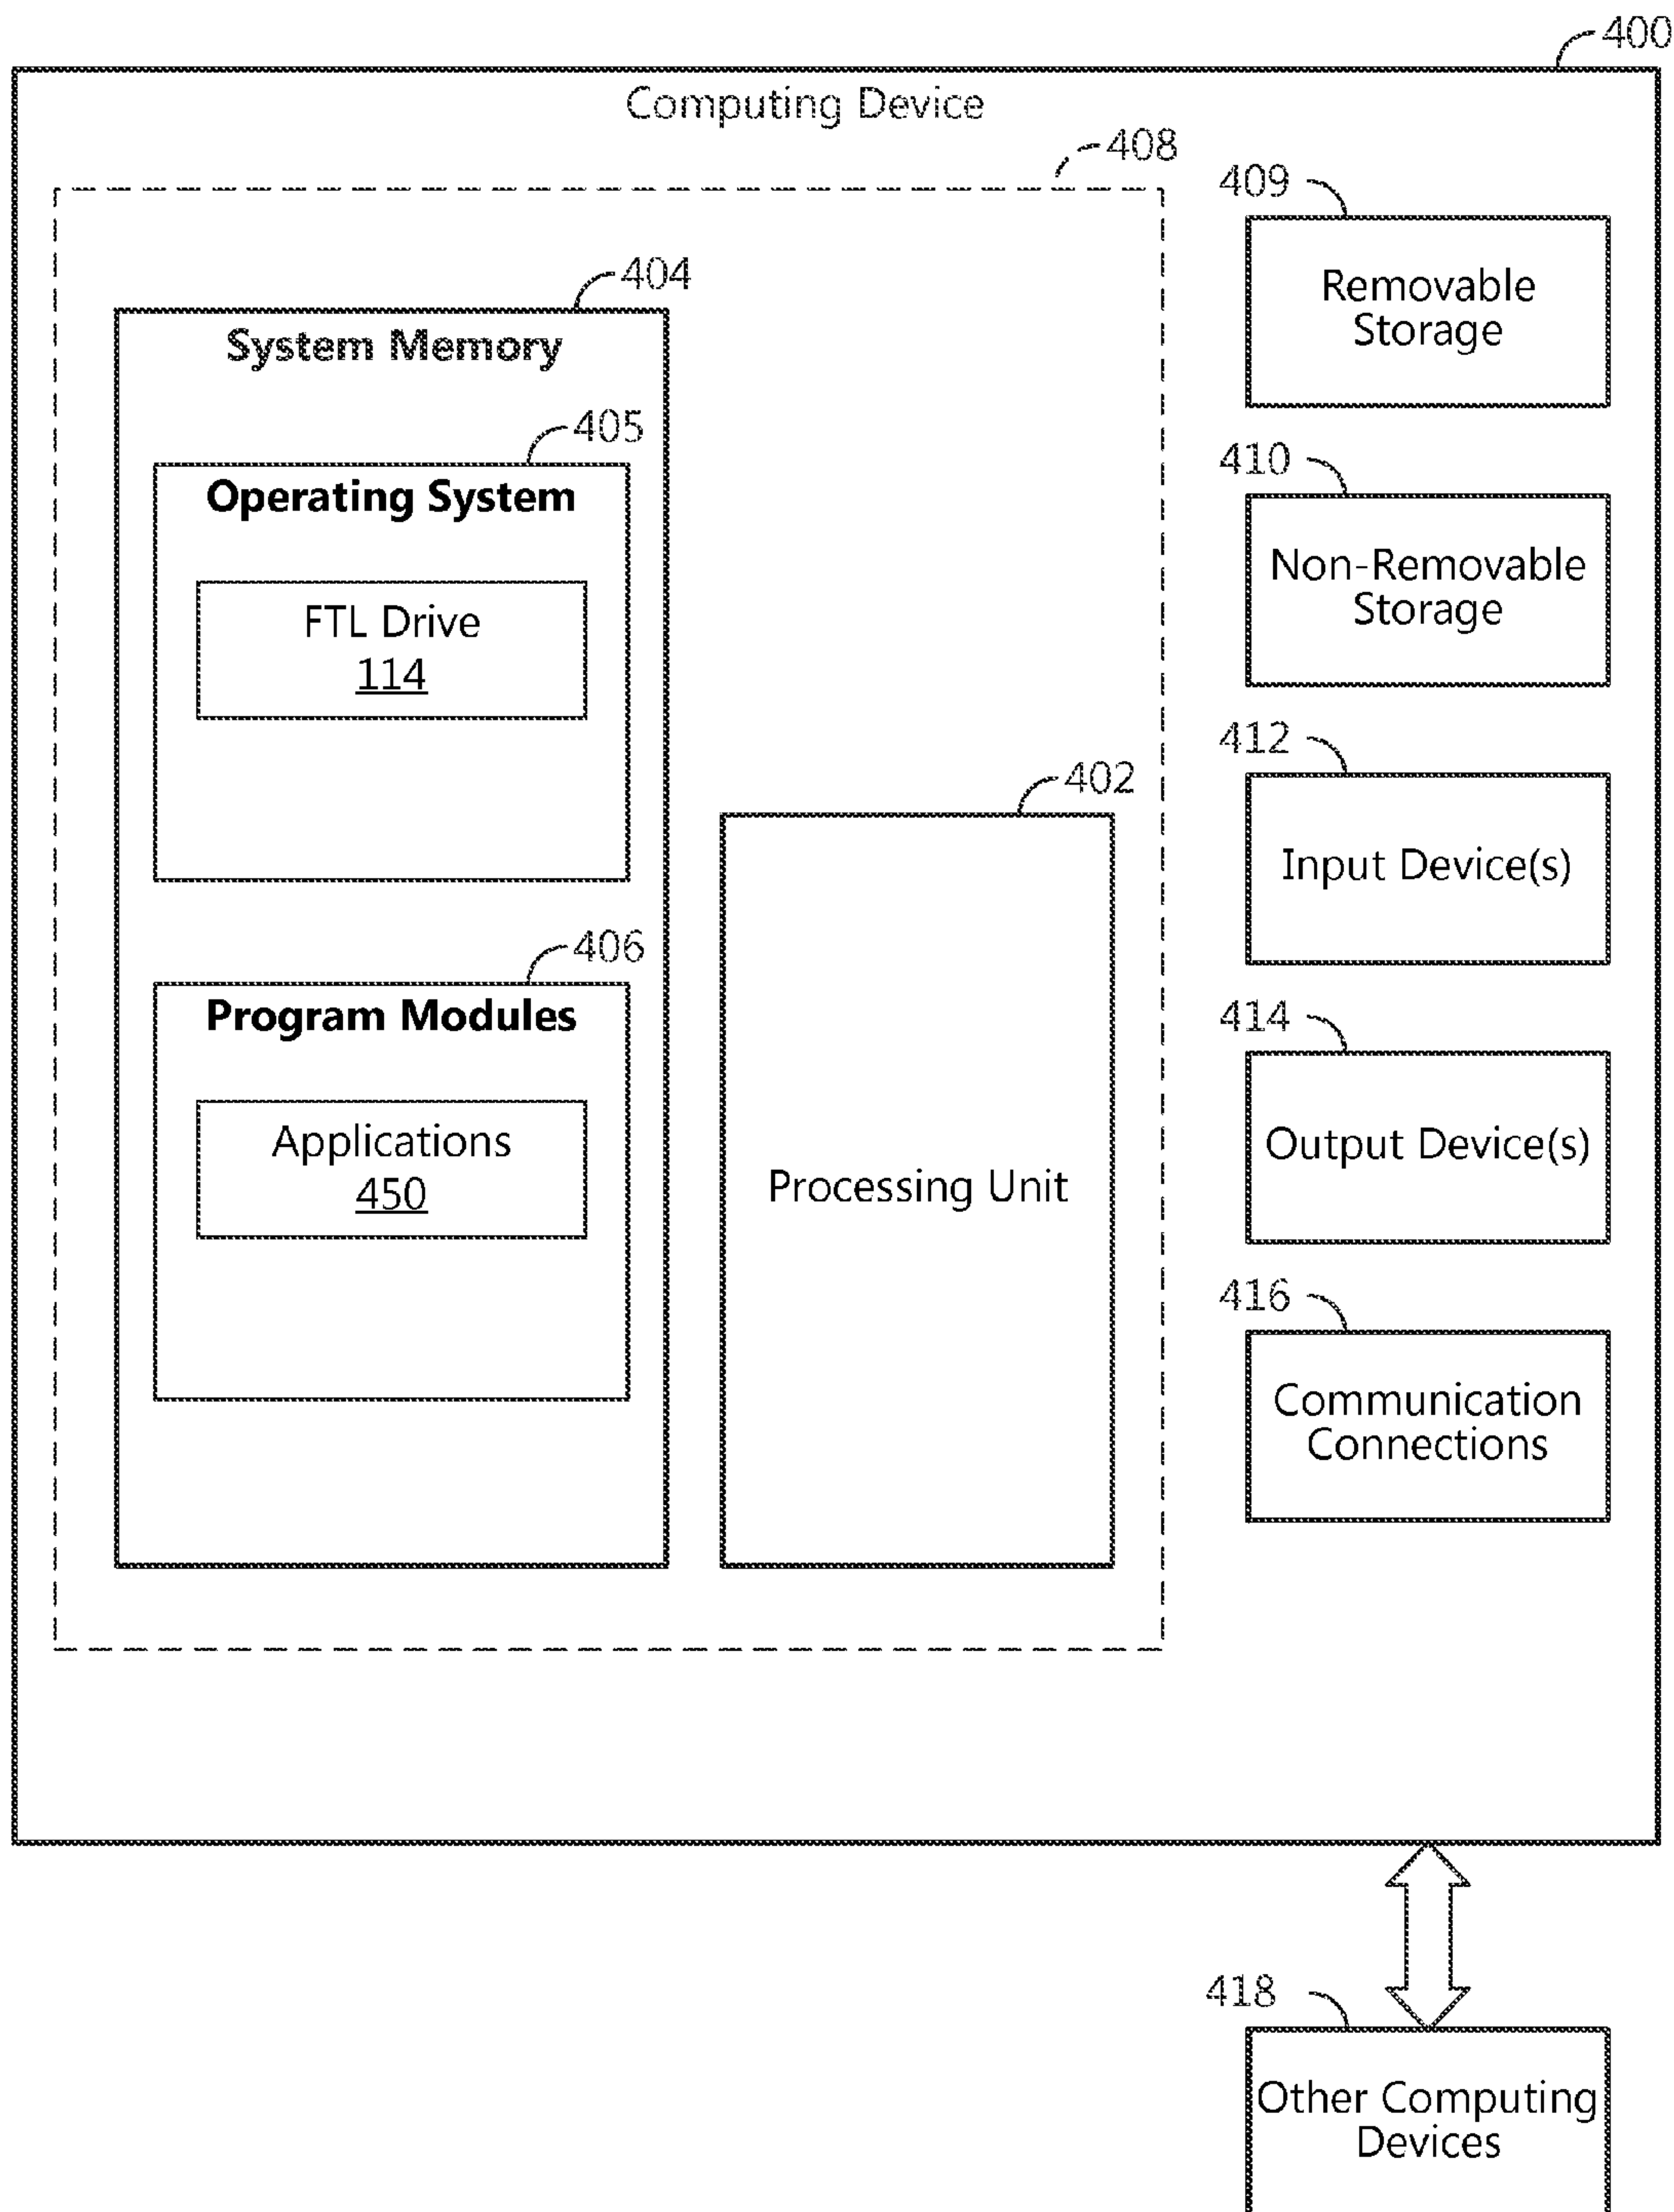 400
Computing Device
408
404
System Memory
405
Operating System
FTL Drive
114
406
Program Modules
Applications
450
402
Processing Unit
409
Removable
Storage
410
Non-Removable
Storage
412
Input Device(s)
414
Output Device(s)
416
Communication
Connections
418
Other Computing
Devices